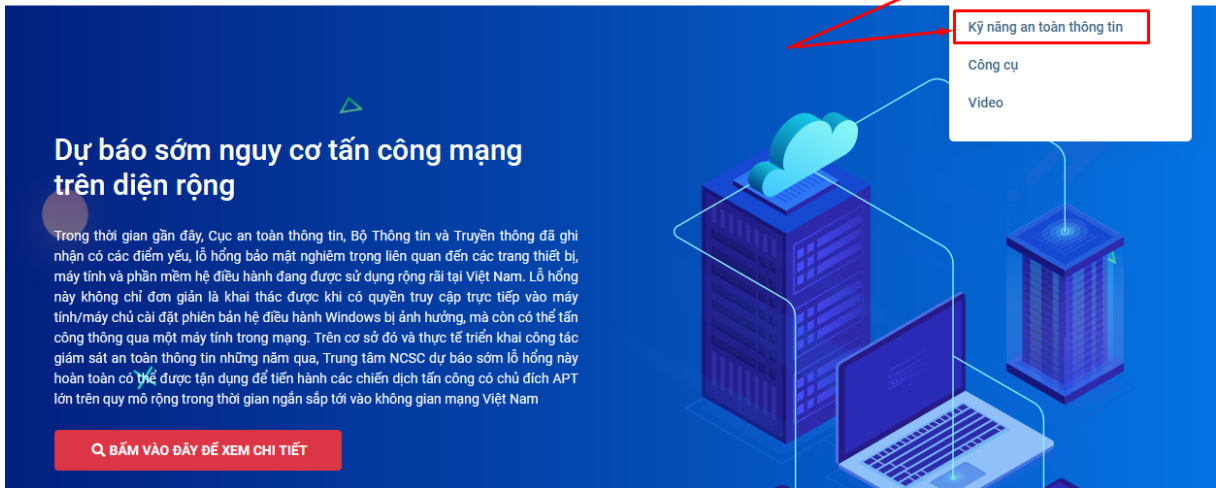 Kỹ năng an toàn thông tin
Công cụ
Video
Dự báo sớm nguy cơ tấn công mạng
trên diện rộng
Trong thời gian gần đây, Cục an toàn thông tin, Bộ Thông tin và Truyền thông đã ghi
nhận có các điểm yếu, lỗ hổng bảo mật nghiêm trọng liên quan đến các trang thiết bị,
máy tính và phần mềm hệ điều hành đang được sử dụng rộng rãi tại Việt Nam. Lỗ hổng
này không chỉ đơn giản là khai thác được khi có quyền truy cập trực tiếp vào máy
tính/máy chủ cài đặt phiên bản hệ điều hành Windows bị ảnh hưởng, mà còn có thể tấn
công thông qua một máy tính trong mạng. Trên cơ sở đó và thực tế triển khai công tác
giám sát an toàn thông tin những năm qua, Trung tâm NCSC dự báo sớm lỗ hổng này
hoàn toàn có thể được tận dụng để tiến hành các chiến dịch tấn công có chủ đích APT
lớn trên quy mô rộng trong thời gian ngắn sắp tới vào không gian mạng Việt Nam
BẤM VÀO ĐÂY ĐỂ XEM CHI TIẾT